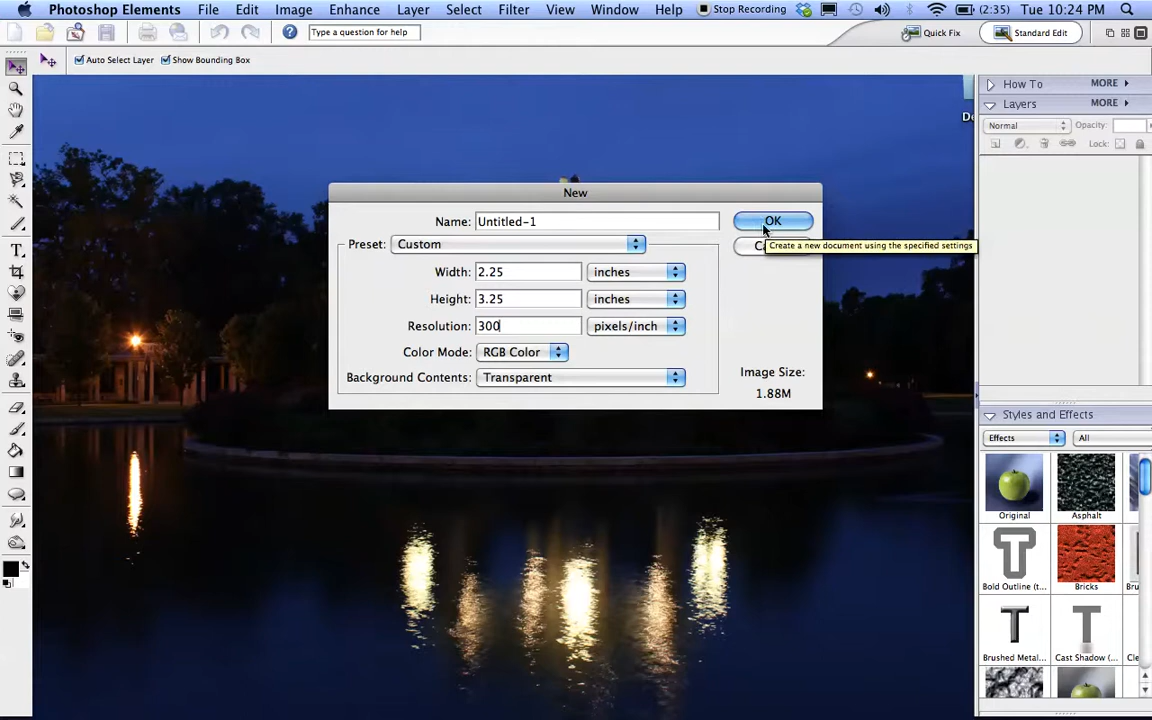 Photoshop Elements File Edit Image Enhance Layer Select Filter View Window Help Stop Recording (2:35) Tue 10:24 PM
Type a question for help Quick Fix Standard Edit
Auto Select Layer Show Bounding Box
How To MORE
Layers MORE
Normal Opacity:
Lock:
De
New
Name: Untitled-1 OK
Preset: Custom
Create a new document using the specified settings
Width: 2.25 inches
Height: 3.25 inches
Resolution: 300 pixels/inch
Color Mode: RGB Color
Background Contents: Transparent
Image Size:
1.88M
Styles and Effects
Effects All
Original Asphalt
Bold Outline (t... Bricks Bru
Brushed Metal... Cast Shadow (... Cle